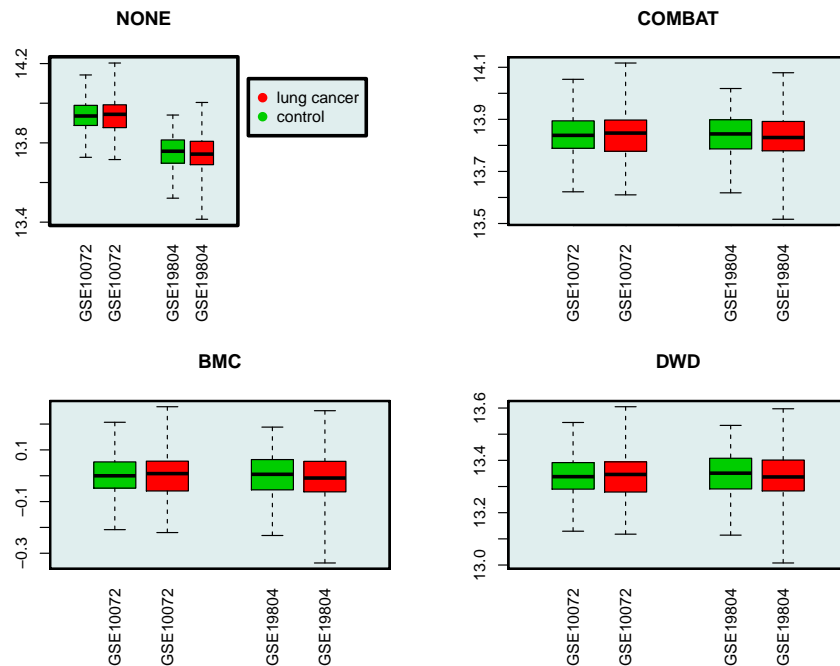 NONE
14.2
13.8
13.4
GSE10072
GSE10072
GSE19804
GSE19804
lung cancer
control
COMBAT
14.1
13.9
13.7
13.5
GSE10072
GSE10072
GSE19804
GSE19804
BMC
0.1
−0.1
−0.3
GSE10072
GSE10072
GSE19804
GSE19804
DWD
13.6
13.4
13.2
13.0
GSE10072
GSE10072
GSE19804
GSE19804